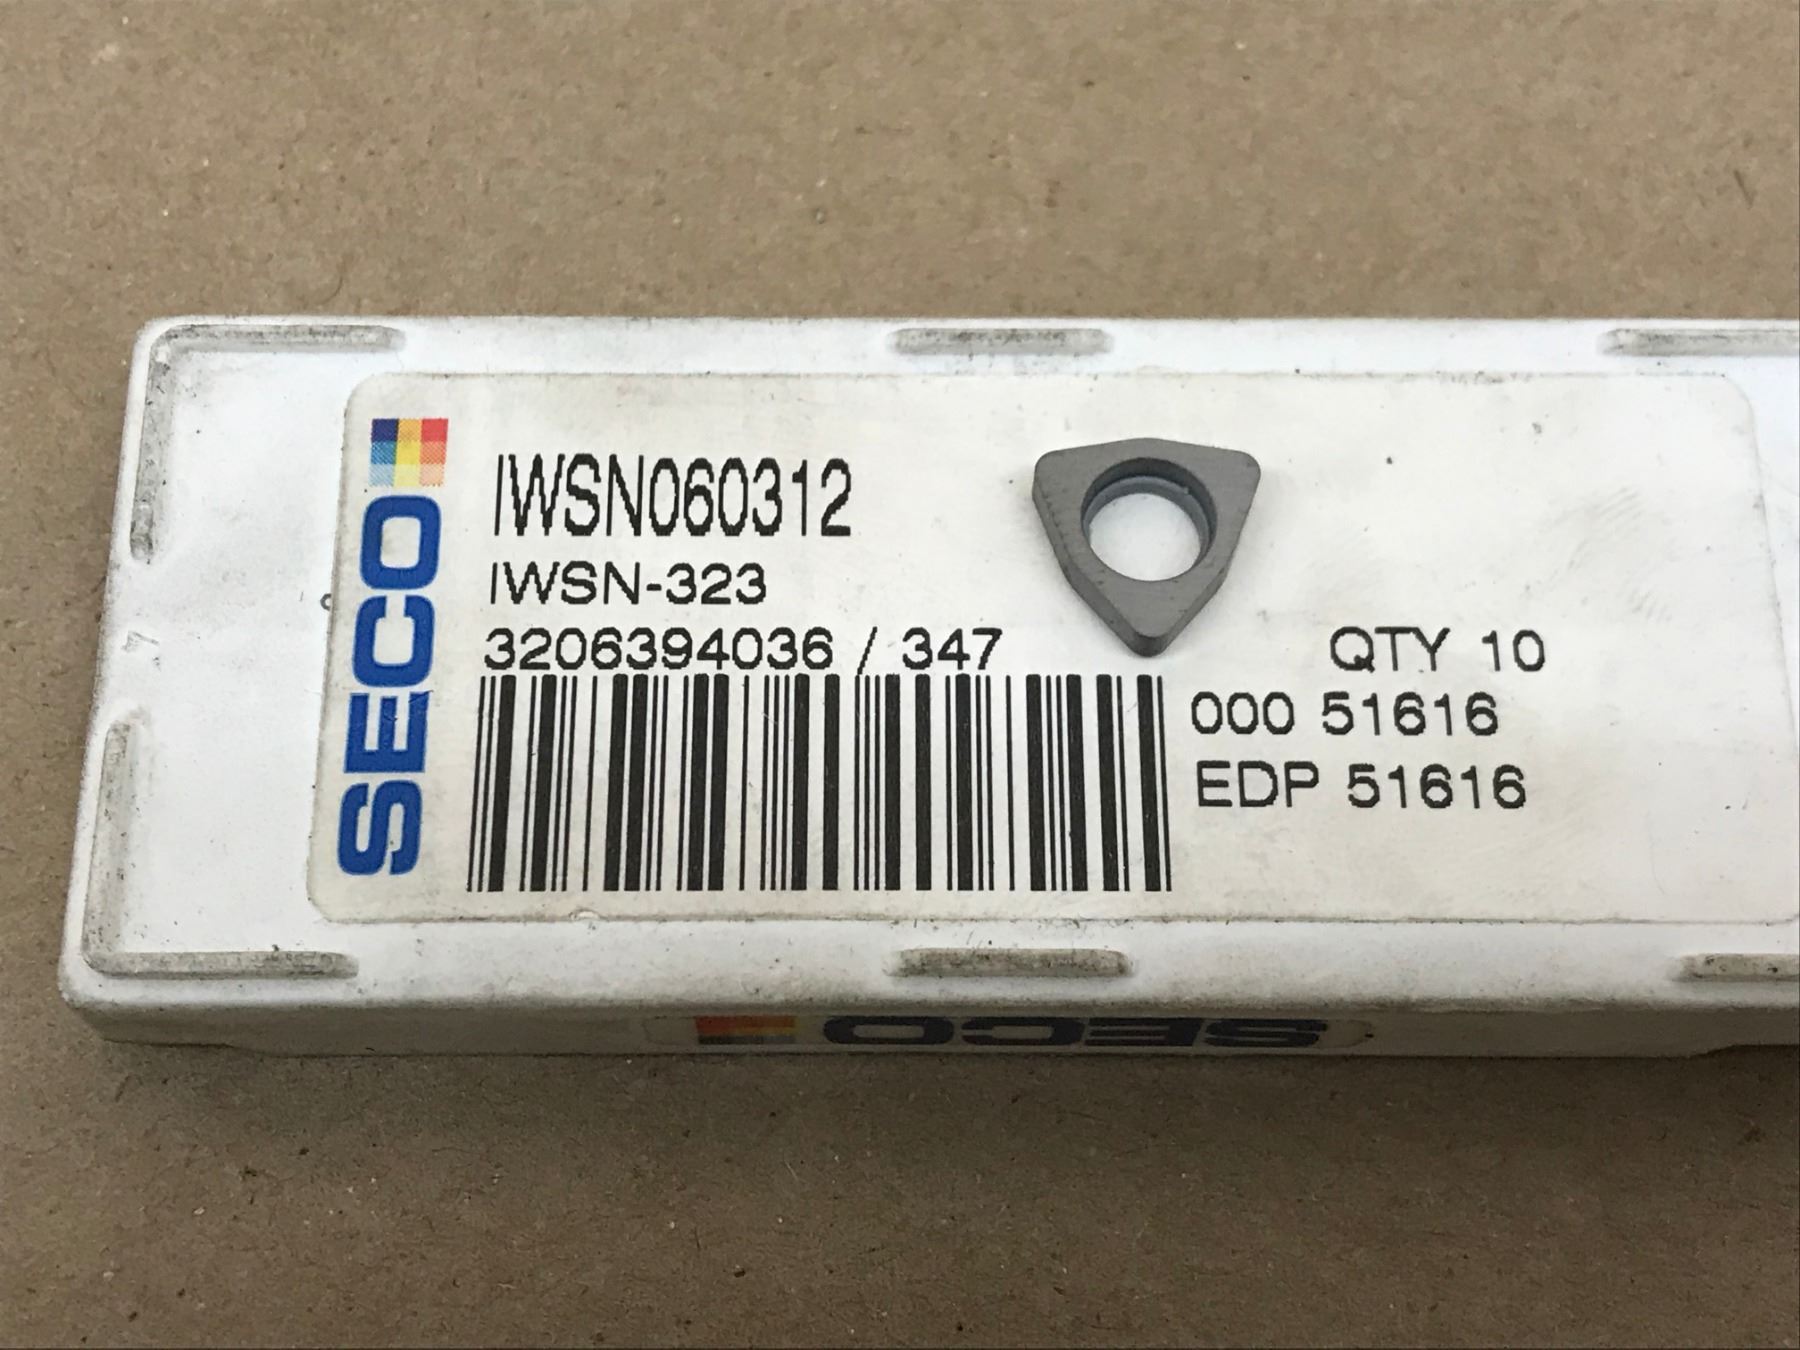 SECO
IWSN060312
IWSN-323
3206394036 / 347
QTY 10
000 51616
EDP 51616
SECO